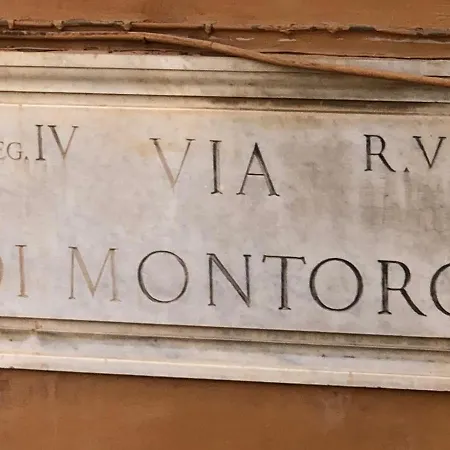 EG. IV VIA R. V
DI MONTORO